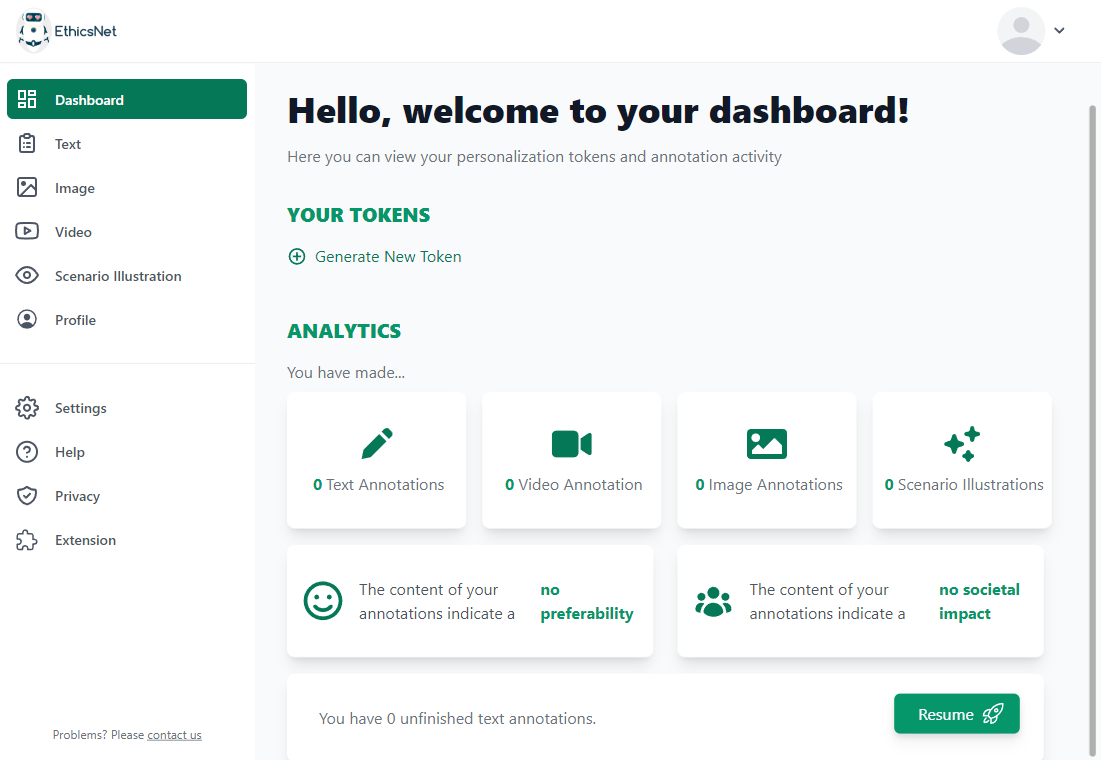 EthicsNet
Dashboard
Text
Image
Video
Scenario Illustration
Profile
Settings
Help
Privacy
Extension
Problems? Please contact us
Hello, welcome to your dashboard!
Here you can view your personalization tokens and annotation activity
YOUR TOKENS
Generate New Token
ANALYTICS
You have made...
0 Text Annotations
0 Video Annotation
0 Image Annotations
0 Scenario Illustrations
The content of your
annotations indicate a
no
preferability
The content of your
annotations indicate a
no societal
impact
You have 0 unfinished text annotations.
Resume